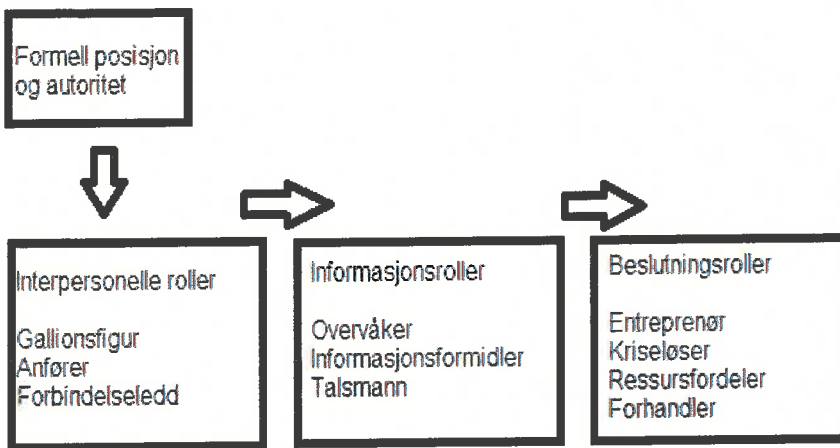 Formell posisjon
og autoritet
Interpersonelle roller
Gallionsfigur
Anfører
Forbindelseledd
Informasjonsroller
Overvåker
Informasjonsformidler
Talsmann
Beslutningsroller
Entreprenør
Kriseløser
Ressursfordeler
Forhandler